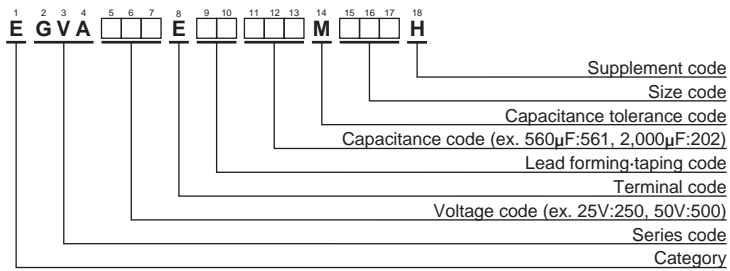 1 2 3 4 5 6 7 8 9 10 11 12 13 14 15 16 17 18
E G V A E M H
Supplement code
Size code
Capacitance tolerance code
Capacitance code (ex. 560μF:561, 2,000μF:202)
Lead forming·taping code
Terminal code
Voltage code (ex. 25V:250, 50V:500)
Series code
Category